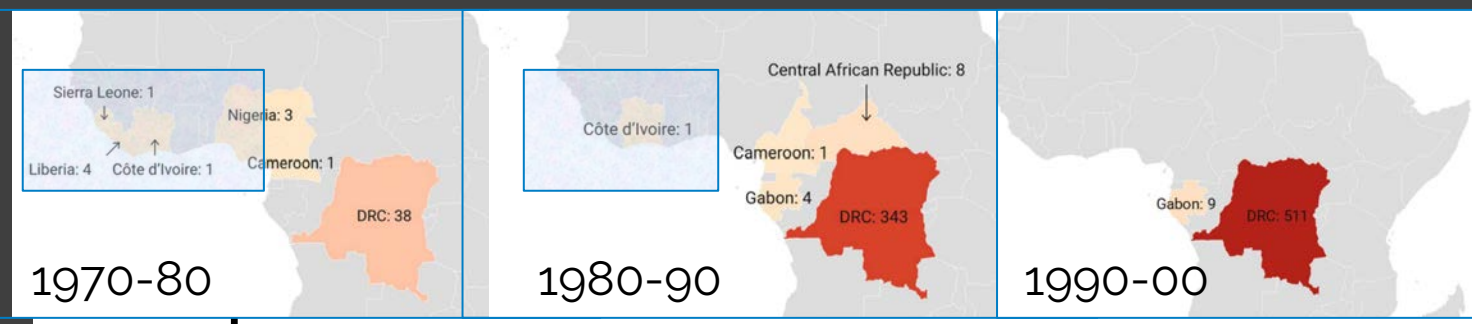 Sierra Leone: 1
Nigeria: 3
Liberia: 4
Côte d'Ivoire: 1
Cameroon: 1
DRC: 38
1970-80
Central African Republic: 8
Côte d'Ivoire: 1
Cameroon: 1
Gabon: 4
DRC: 343
1980-90
Gabon: 9
DRC: 511
1990-00